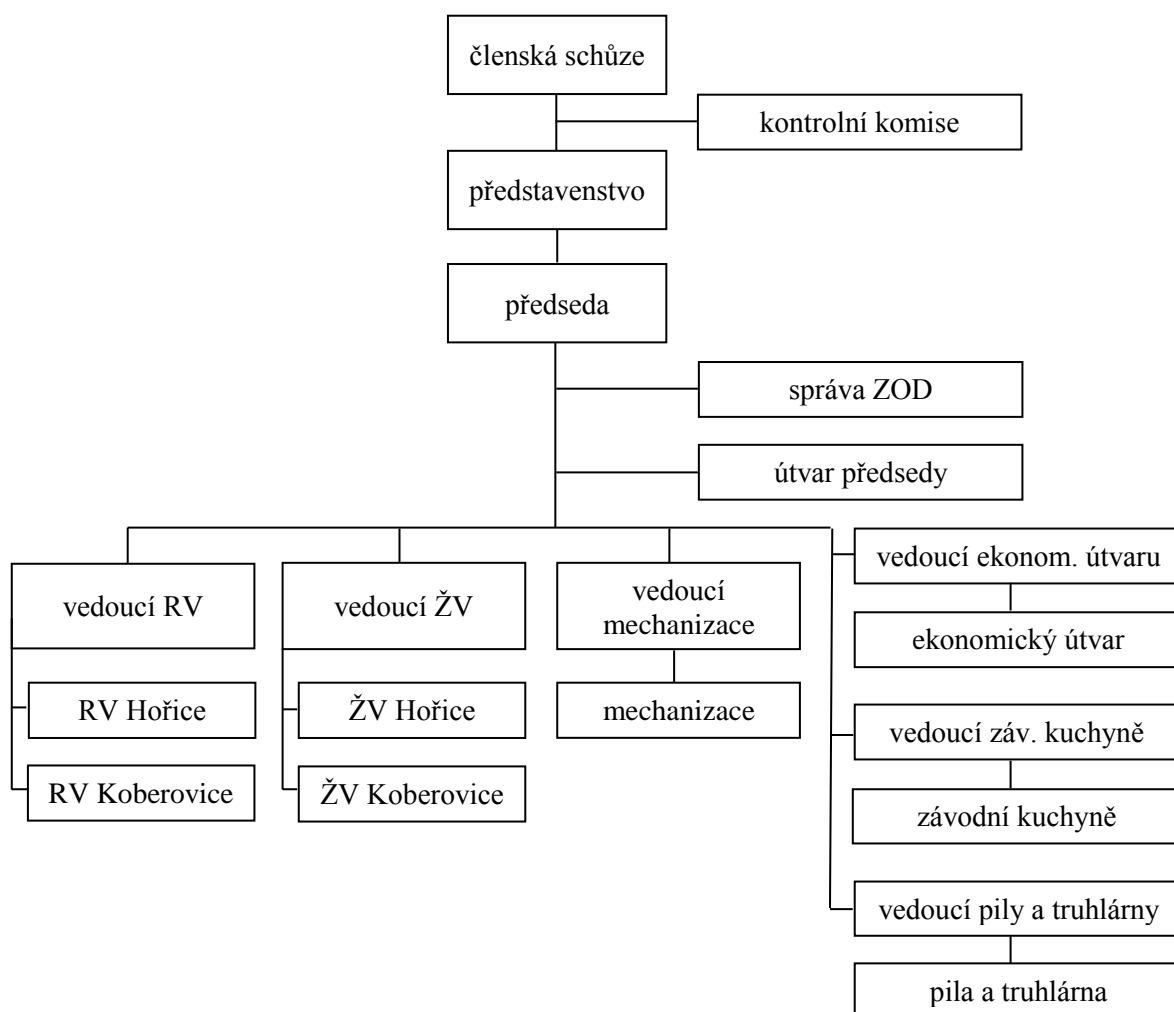 členská schůze
kontrolní komise
představenstvo
předseda
správa ZOD
útvar předsedy
vedoucí RV
vedoucí ŽV
vedoucí
mechanizace
vedoucí ekonom. útvaru
ekonomický útvar
RV Hořice
ŽV Hořice
mechanizace
vedoucí záv. kuchyně
RV Koberovice
ŽV Koberovice
závodní kuchyně
vedoucí pily a truhlárny
pila a truhlárna